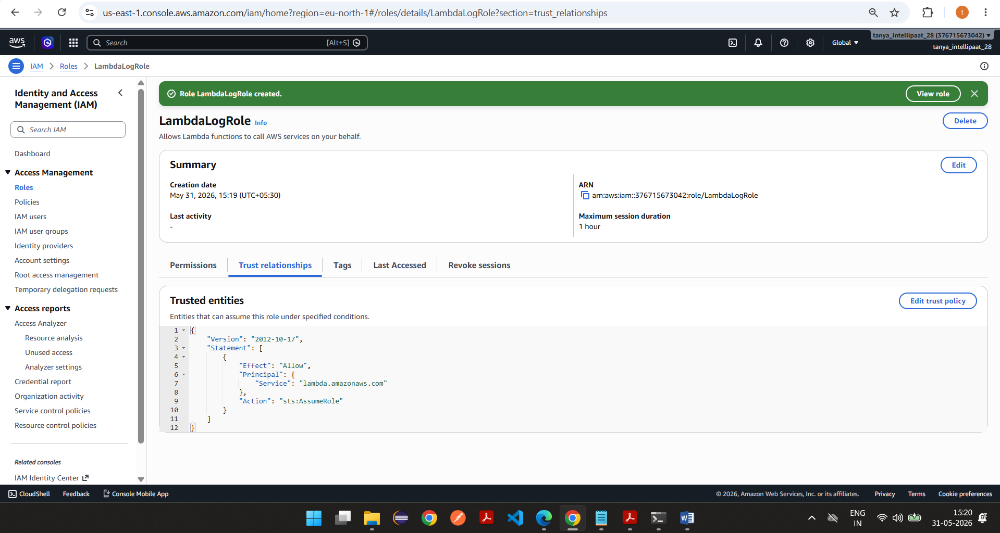 us-east-1.console.aws.amazon.com/iam/home?region=eu-north-1#/roles/details/LambdaLogRole?section=trust_relationships
t
aws
Search
[Alt+S]
Global
tanya_intellipaat_28 (376715673042)
tanya_intellipaat_28
IAM
Roles
LambdaLogRole
Identity and Access
Management (IAM)
Search IAM
Dashboard
Access Management
Roles
Policies
IAM users
IAM user groups
Identity providers
Account settings
Root access management
Temporary delegation requests
Access reports
Access Analyzer
Resource analysis
Unused access
Analyzer settings
Credential report
Organization activity
Service control policies
Resource control policies
Related consoles
IAM Identity Center
Role LambdaLogRole created.
View role
LambdaLogRole Info
Delete
Allows Lambda functions to call AWS services on your behalf.
Summary
Edit
Creation date
May 31, 2026, 15:19 (UTC+05:30)
ARN
arn:aws:iam::376715673042:role/LambdaLogRole
Last activity
-
Maximum session duration
1 hour
Permissions
Trust relationships
Tags
Last Accessed
Revoke sessions
Trusted entities
Edit trust policy
Entities that can assume this role under specified conditions.
1 {
2 "Version": "2012-10-17",
3 "Statement": [
4 {
5 "Effect": "Allow",
6 "Principal": {
7 "Service": "lambda.amazonaws.com"
8 },
9 "Action": "sts:AssumeRole"
10 }
11 ]
12 }
CloudShell
Feedback
Console Mobile App
© 2026, Amazon Web Services, Inc. or its affiliates.
Privacy
Terms
Cookie preferences
ENG
IN
15:20
31-05-2026